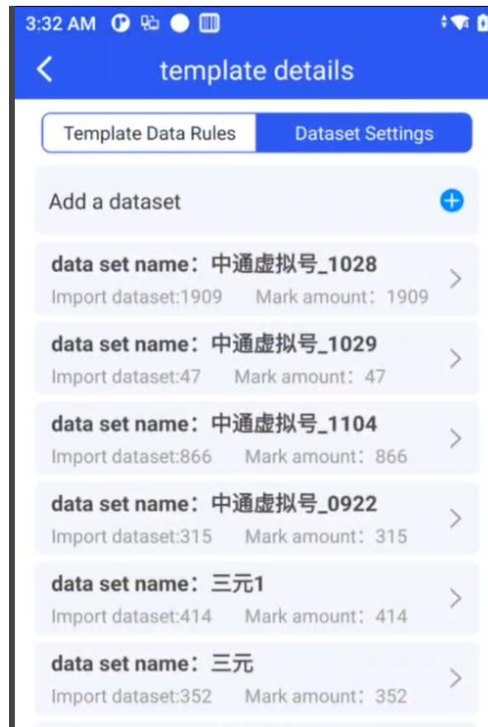 3:32 AM
template details
Template Data Rules
Dataset Settings
Add a dataset
data set name：中通虚拟号_1028
Import dataset:1909 Mark amount：1909
data set name：中通虚拟号_1029
Import dataset:47 Mark amount：47
data set name：中通虚拟号_1104
Import dataset:866 Mark amount：866
data set name：中通虚拟号_0922
Import dataset:315 Mark amount：315
data set name：三元1
Import dataset:414 Mark amount：414
data set name：三元
Import dataset:352 Mark amount：352